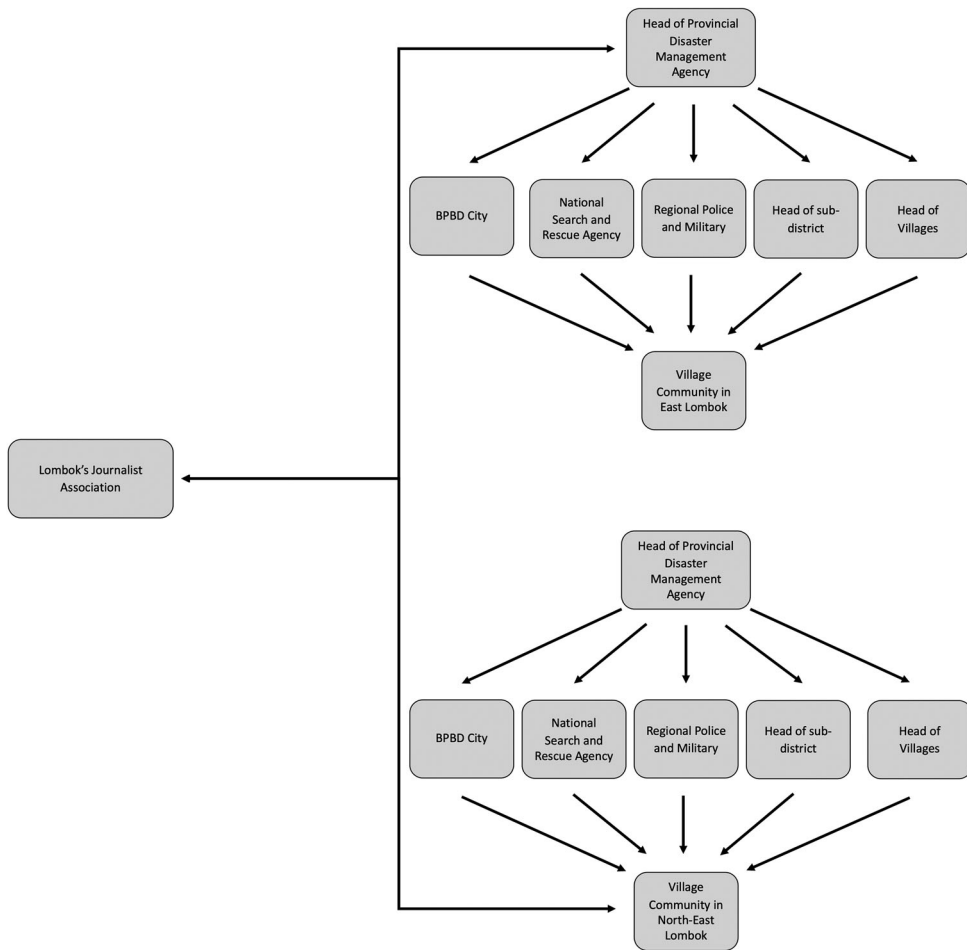 Head of Provincial
Disaster
Management
Agency
BPBD City
National
Search and
Rescue Agency
Regional Police
and Military
Head of sub-
district
Head of
Villages
Village
Community in
East Lombok
Lombok's Journalist
Association
Head of Provincial
Disaster
Management
Agency
BPBD City
National
Search and
Rescue Agency
Regional Police
and Military
Head of sub-
district
Head of
Villages
Village
Community in
North-East
Lombok